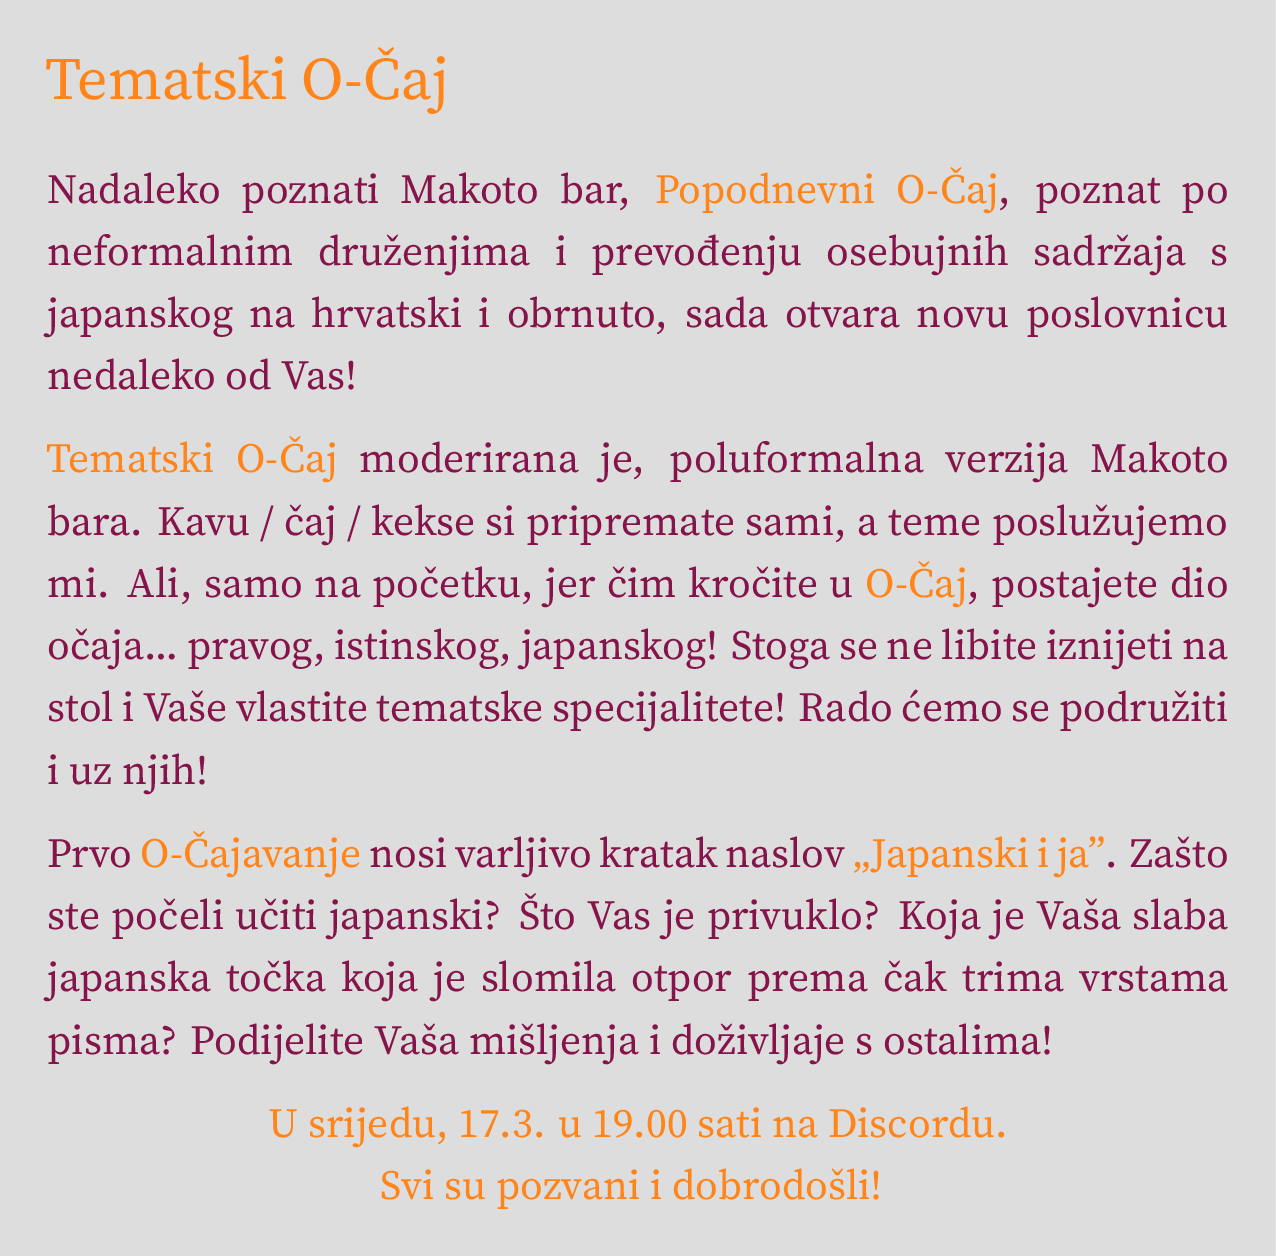 Tematski O-Čaj
Nadaleko poznati Makoto bar, Popodnevni O-Čaj, poznat po
neformalnim druženjima i prevođenju osebujnih sadržaja s
japanskog na hrvatski i obrnuto, sada otvara novu poslovnicu
nedaleko od Vas!
Tematski O-Čaj moderirana je, poluformalna verzija Makoto
bara. Kavu / čaj / kekse si pripremate sami, a teme poslužujemo
mi. Ali, samo na početku, jer čim kročite u O-Čaj, postajete dio
očaja... pravog, istinskog, japanskog! Stoga se ne libite iznijeti na
stol i Vaše vlastite tematske specijalitete! Rado ćemo se podružiti
i uz njih!
Prvo O-Čajavanje nosi varljivo kratak naslov „Japanski i ja”. Zašto
ste počeli učiti japanski? Što Vas je privuklo? Koja je Vaša slaba
japanska točka koja je slomila otpor prema čak trima vrstama
pisma? Podijelite Vaša mišljenja i doživljaje s ostalima!
U srijedu, 17.3. u 19.00 sati na Discordu.
Svi su pozvani i dobrodošli!